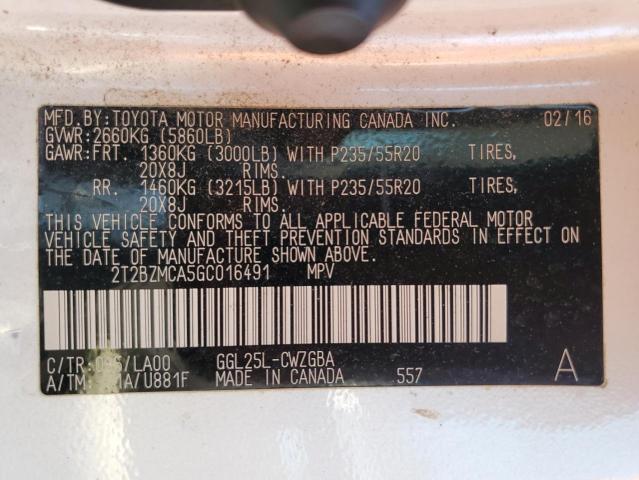 MFD.BY:TOYOTA MOTOR MANUFACTURING CANADA INC. 02/16
GVWR:2660KG (5860LB)
GAWR:FRT. 1360KG (3000LB) WITH P235/55R20 TIRES,
20X8J RIMS.
RR. 1460KG (3215LB) WITH P235/55R20 TIRES,
20X8J RIMS.
THIS VEHICLE CONFORMS TO ALL APPLICABLE FEDERAL MOTOR
VEHICLE SAFETY AND THEFT PREVENTION STANDARDS IN EFFECT ON
THE DATE OF MANUFACTURE SHOWN ABOVE.
2T2BZMCA5GC016491 MPV
C/TR: /LA00 GGL25L-CWZGBA A
A/TM: /U881F MADE IN CANADA 557